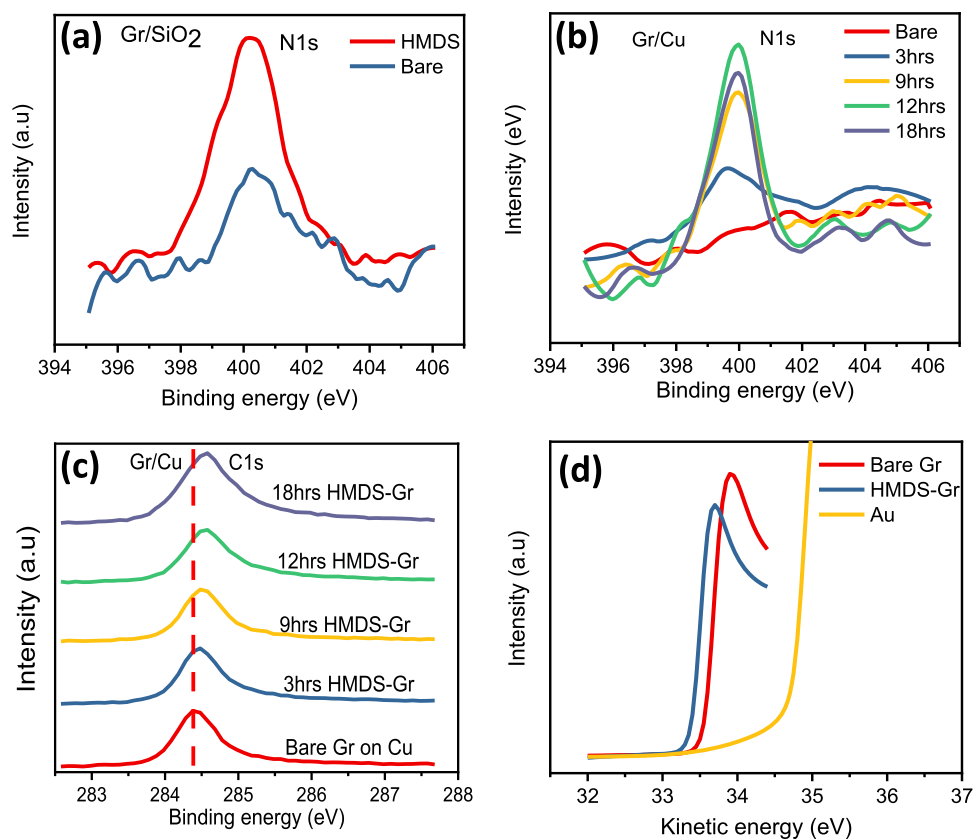 (a)
Gr/SiO2
N1s
HMDS
Bare
Intensity (a.u)
394 396 398 400 402 404 406
Binding energy (eV)
(b)
Gr/Cu
N1s
Bare
3hrs
9hrs
12hrs
18hrs
Intensity (eV)
394 396 398 400 402 404 406
Binding energy (eV)
(c)
Gr/Cu
C1s
18hrs HMDS-Gr
12hrs HMDS-Gr
9hrs HMDS-Gr
3hrs HMDS-Gr
Bare Gr on Cu
Intensity (a.u)
283 284 285 286 287 288
Binding energy (eV)
(d)
Bare Gr
HMDS-Gr
Au
Intensity (a.u)
32 33 34 35 36 37
Kinetic energy (eV)